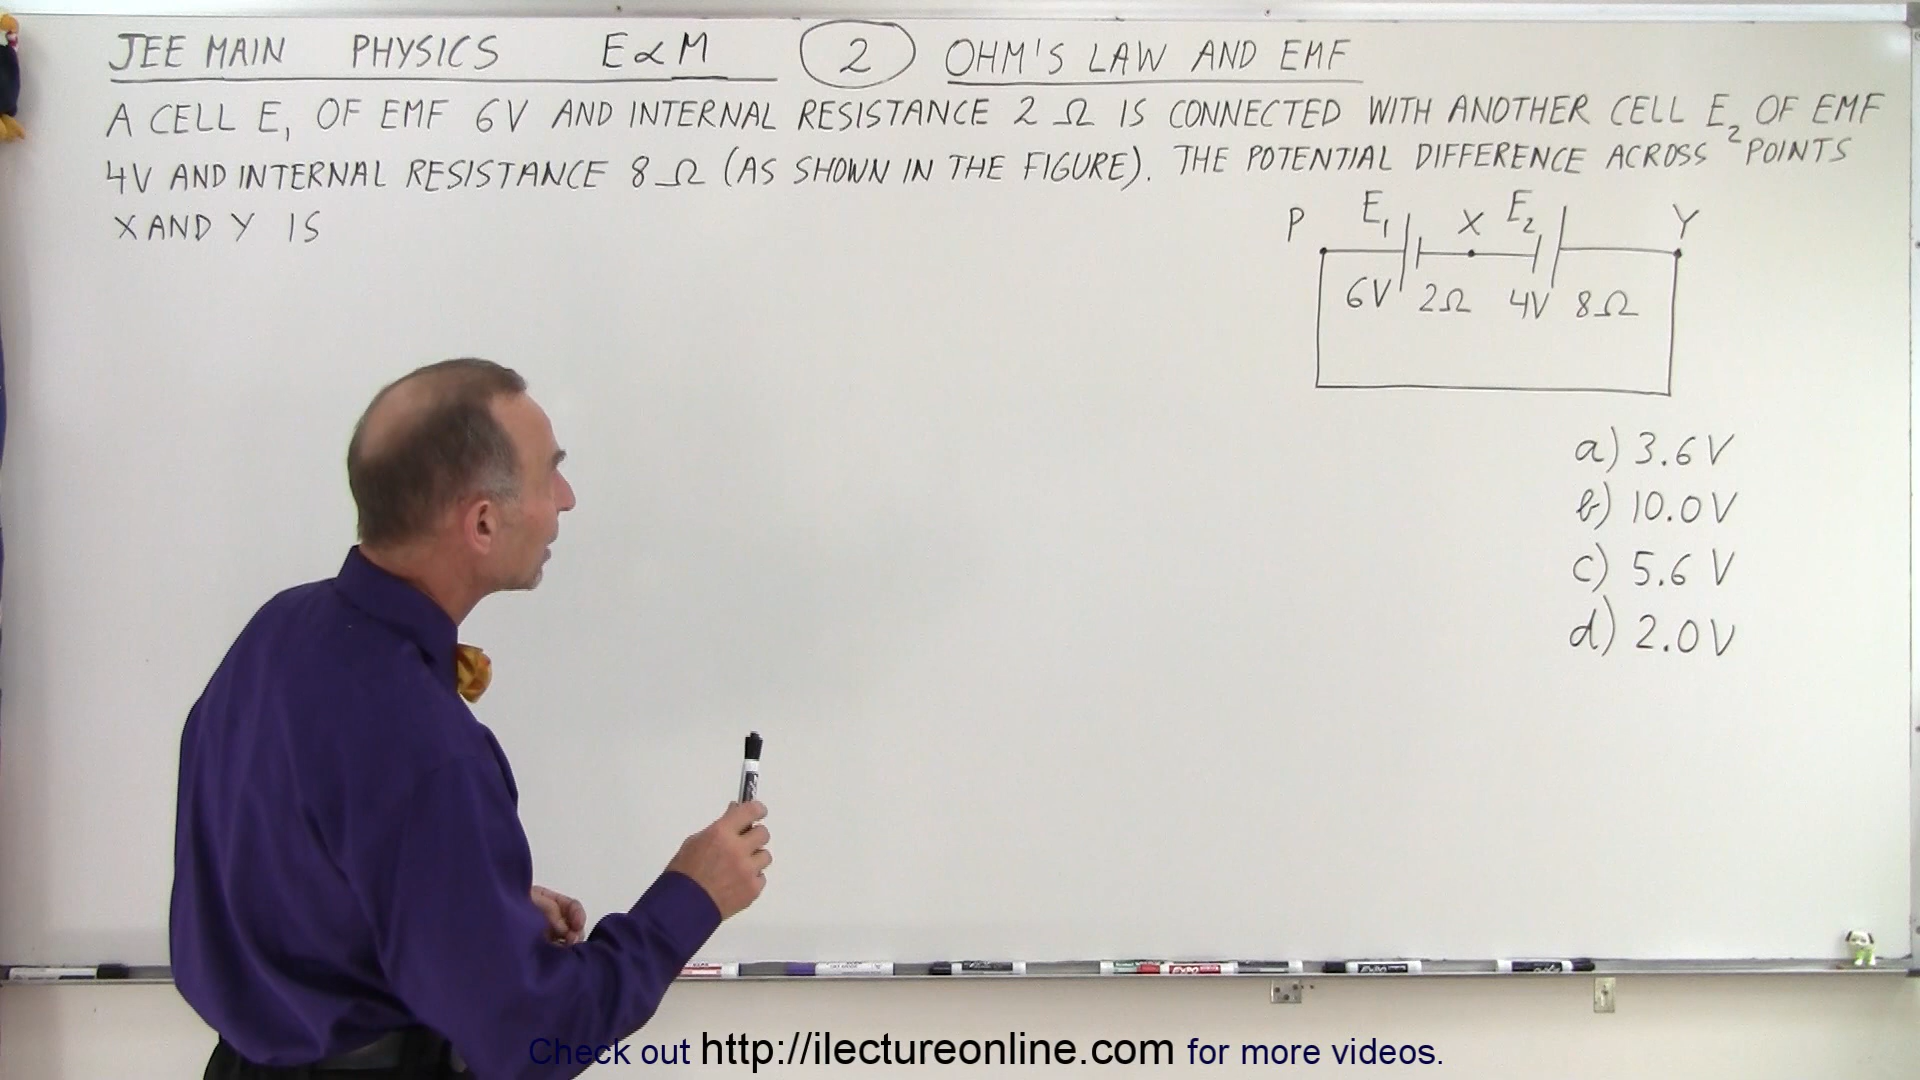 JEE MAIN PHYSICS E∝M 2 OHM'S LAW AND EMF
A CELL E₁ OF EMF 6V AND INTERNAL RESISTANCE 2 Ω IS CONNECTED WITH ANOTHER CELL E₂ OF EMF
4V AND INTERNAL RESISTANCE 8 Ω (AS SHOWN IN THE FIGURE). THE POTENTIAL DIFFERENCE ACROSS POINTS
X AND Y IS
P E₁ X E₂ Y
6V 2Ω 4V 8Ω
a) 3.6 V
b) 10.0 V
c) 5.6 V
d) 2.0 V
Check out http://ilectureonline.com for more videos.